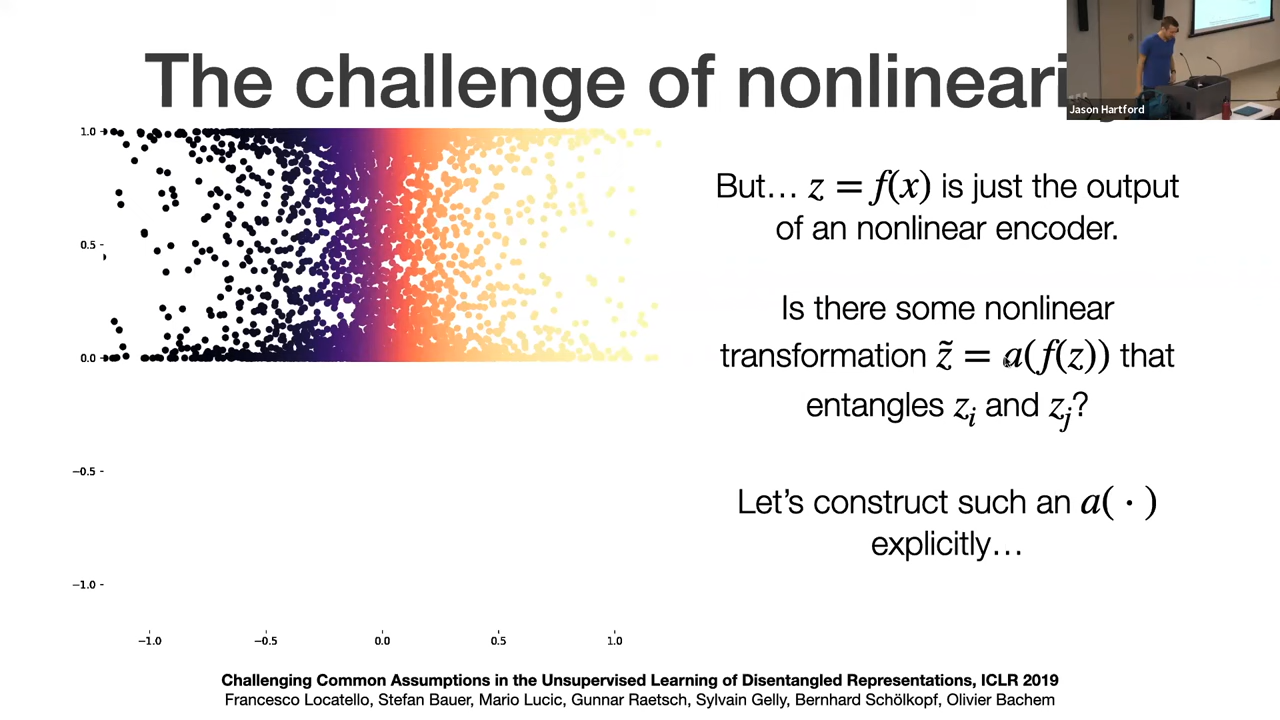 The challenge of nonlineari
Jason Hartford
1.0
0.5
0.0
−0.5
−1.0
−1.0
−0.5
0.0
0.5
1.0
But… z = f(x) is just the output
of an nonlinear encoder.
Is there some nonlinear
transformation z̃ = a(f(z)) that
entangles zᵢ and zⱼ?
Let’s construct such an a( · )
explicitly…
Challenging Common Assumptions in the Unsupervised Learning of Disentangled Representations, ICLR 2019
Francesco Locatello, Stefan Bauer, Mario Lucic, Gunnar Raetsch, Sylvain Gelly, Bernhard Schölkopf, Olivier Bachem